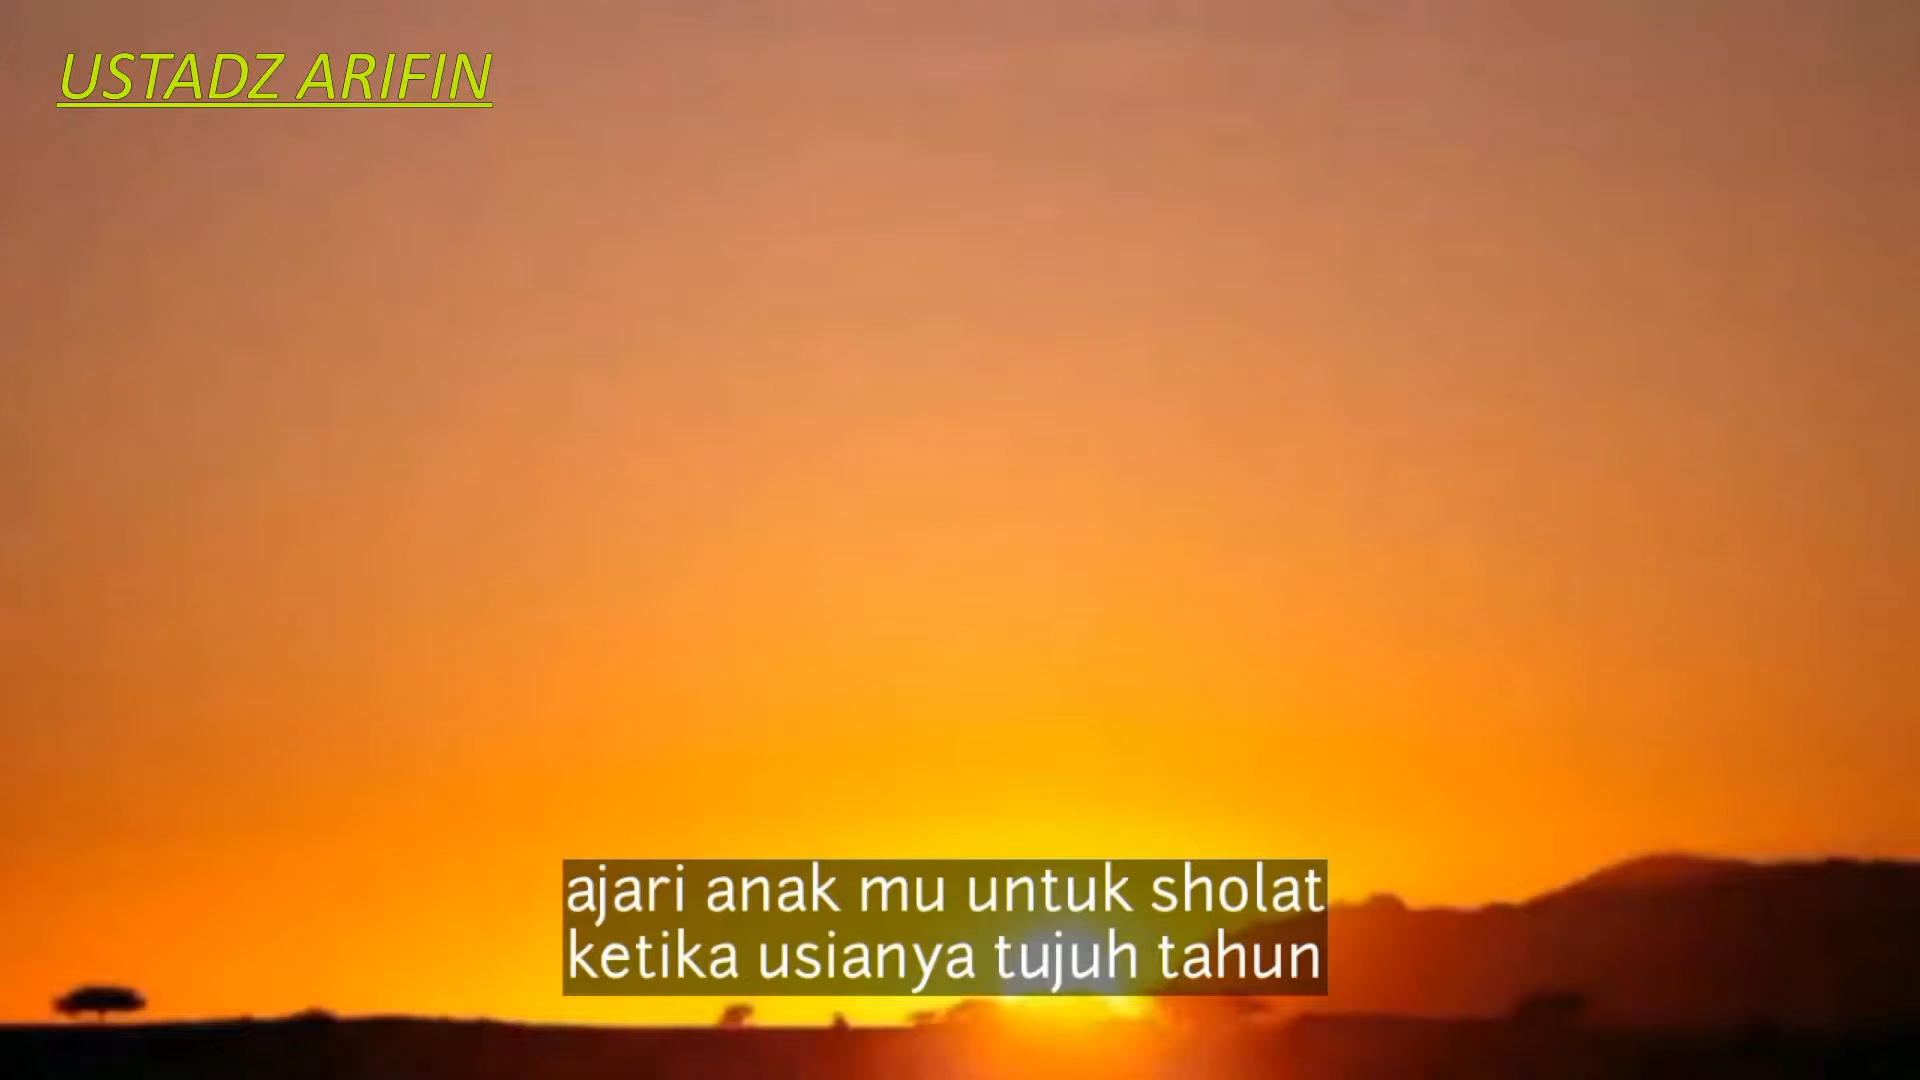 USTADZ ARIFIN
ajari anak mu untuk sholat
ketika usianya tujuh tahun